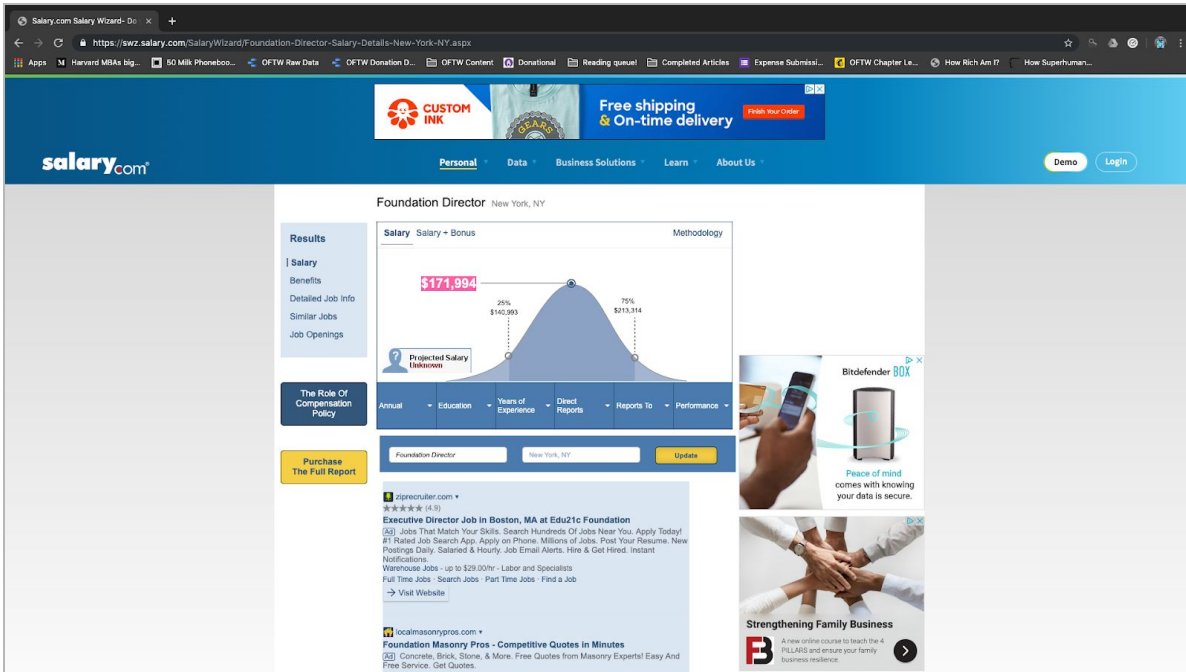 Salary.com Salary Wizard- Do
https://swz.salary.com/SalaryWizard/Foundation-Director-Salary-Details-New-York-NY.aspx
Apps Harvard MBAs big... 50 Milk Phoneboo... OFTW Raw Data OFTW Donation D... OFTW Content Donational Reading queue! Completed Articles Expense Submissi... OFTW Chapter Le... How Rich Am I? How Superhuman...
CUSTOM
INK
GEARS
Free shipping
& On-time delivery
Finish Your Order
salary.com
Personal Data Business Solutions Learn About Us
Demo Login
Foundation Director New York, NY
Results
Salary
Benefits
Detailed Job Info
Similar Jobs
Job Openings
The Role Of
Compensation
Policy
Purchase
The Full Report
Salary Salary + Bonus Methodology
$171,994
25%
$140,993
75%
$213,314
? Projected Salary
Unknown
Annual Education Years of Experience Direct Reports Reports To Performance
Foundation Director New York, NY Update
ziprecruiter.com
★★★★★ (4.9)
Executive Director Job in Boston, MA at Edu21c Foundation
Ad Jobs That Match Your Skills. Search Hundreds Of Jobs Near You. Apply Today!
#1 Rated Job Search App. Apply on Phone. Millions of Jobs. Post Your Resume. New
Postings Daily. Salaried & Hourly. Job Email Alerts. Hire & Get Hired. Instant
Notifications.
Warehouse Jobs - up to $29.00/hr - Labor and Specialists
Full Time Jobs · Search Jobs · Part Time Jobs · Find a Job
→ Visit Website
localmasonrypros.com
Foundation Masonry Pros - Competitive Quotes in Minutes
Ad Concrete, Brick, Stone, & More. Free Quotes from Masonry Experts! Easy And
Free Service. Get Quotes.
Bitdefender BOX
Peace of mind
comes with knowing
your data is secure.
Strengthening Family Business
FB
A new online course to teach the 4
PILLARS and ensure your family
business resilience.